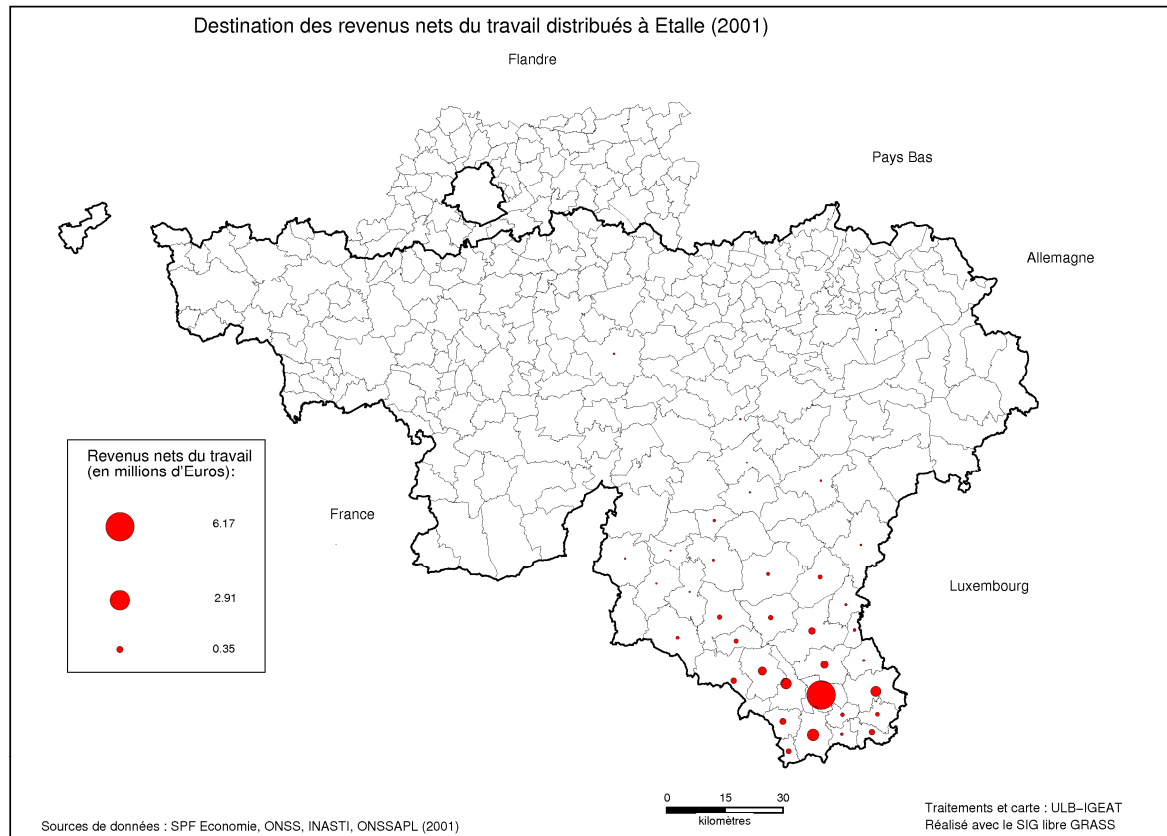 Destination des revenus nets du travail distribués à Etalle (2001)
Flandre
Pays Bas
Allemagne
Revenus nets du travail
(en millions d'Euros):
6.17
2.91
0.35
France
Luxembourg
0 15 30
kilomètres
Sources de données : SPF Economie, ONSS, INASTI, ONSSAPL (2001)
Traitements et carte : ULB-IGEAT
Réalisé avec le SIG libre GRASS